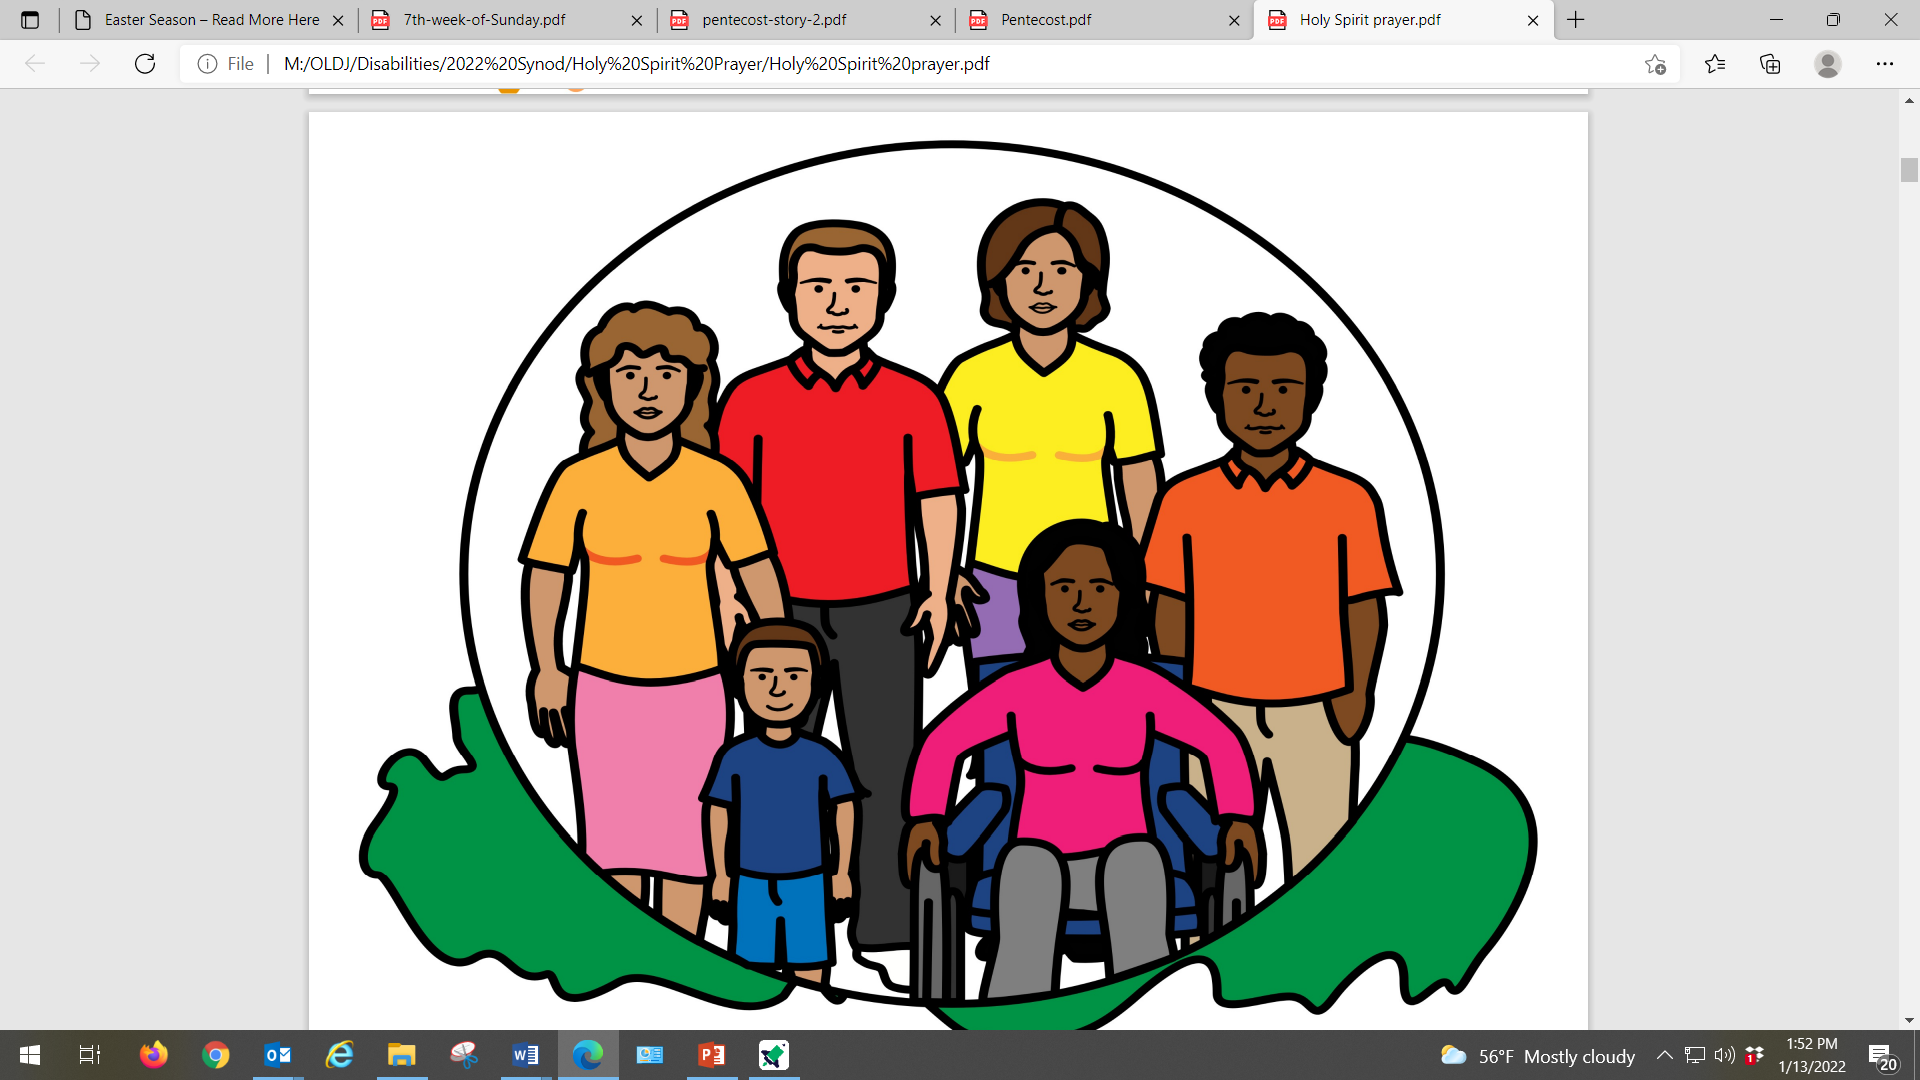 Easter Season – Read More Here
7th-week-of-Sunday.pdf
pentecost-story-2.pdf
Pentecost.pdf
Holy Spirit prayer.pdf
File
M:/OLDJ/Disabilities/2022%20Synod/Holy%20Spirit%20Prayer/Holy%20Spirit%20prayer.pdf
56°F Mostly cloudy
1:52 PM
1/13/2022
20